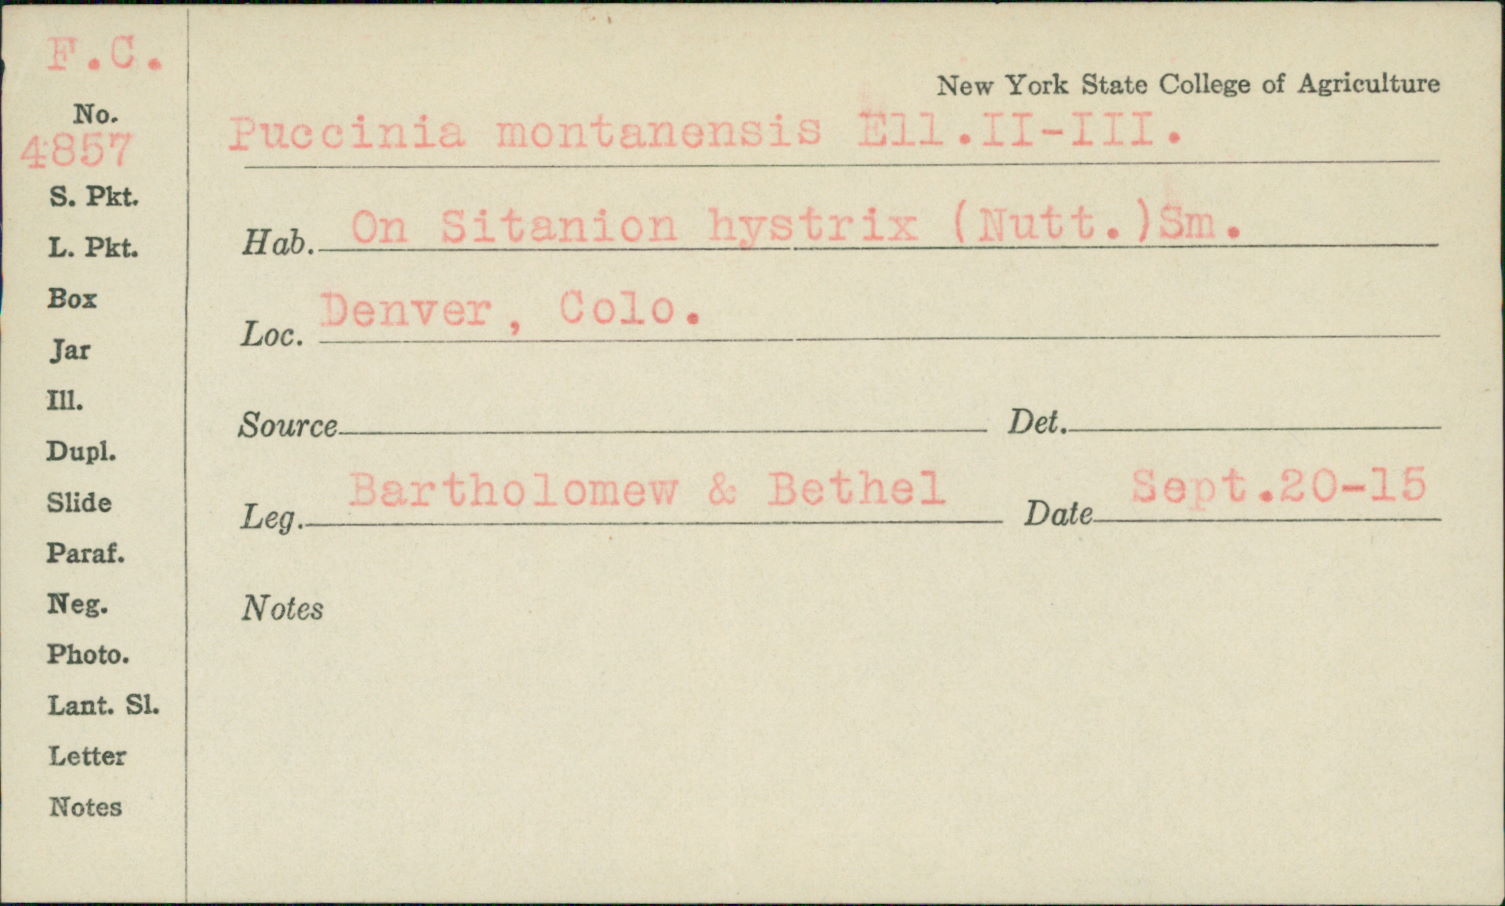 F.C.
No.
4857
S. Pkt.
L. Pkt.
Box
Jar
Ill.
Dupl.
Slide
Paraf.
Neg.
Photo.
Lant. Sl.
Letter
Notes
New York State College of Agriculture
Puccinia montanensis Ell.II-III.
Hab. On Sitanion hystrix (Nutt.)Sm.
Loc. Denver, Colo.
Source Det.
Leg. Bartholomew & Bethel Date Sept.20-15
Notes